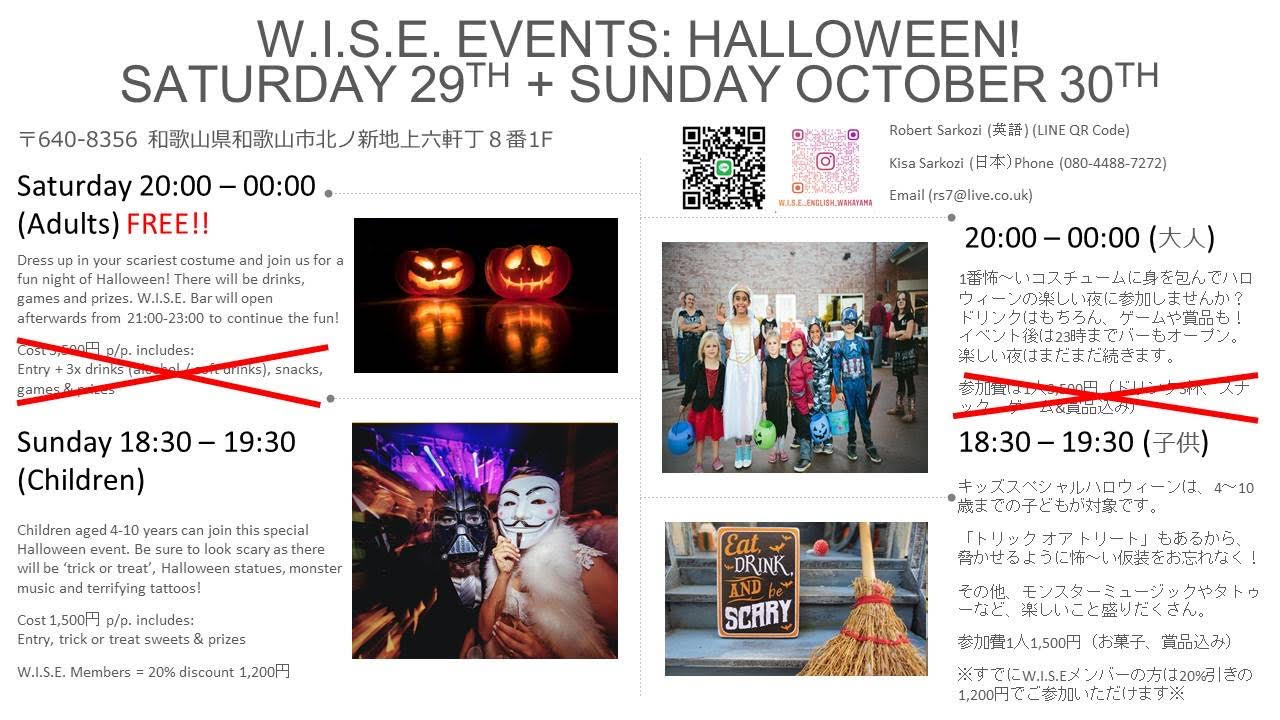 W.I.S.E. EVENTS: HALLOWEEN!
SATURDAY 29TH + SUNDAY OCTOBER 30TH
〒640-8356 和歌山県和歌山市北ノ新地上六軒丁８番1F
W.I.S.E._ENGLISH_WAKAYAMA
Robert Sarkozi (英語) (LINE QR Code)
Kisa Sarkozi (日本) Phone (080-4488-7272)
Email (rs7@live.co.uk)
Saturday 20:00 – 00:00
(Adults) FREE!!
Dress up in your scariest costume and join us for a
fun night of Halloween! There will be drinks,
games and prizes. W.I.S.E. Bar will open
afterwards from 21:00-23:00 to continue the fun!
Cost 3,500円 p/p. includes:
Entry + 3x drinks (alcohol / soft drinks), snacks,
games & prizes
Sunday 18:30 – 19:30
(Children)
Children aged 4-10 years can join this special
Halloween event. Be sure to look scary as there
will be ‘trick or treat’, Halloween statues, monster
music and terrifying tattoos!
Cost 1,500円 p/p. includes:
Entry, trick or treat sweets & prizes
W.I.S.E. Members = 20% discount 1,200円
Eat,
DRINK,
AND be
SCARY
20:00 – 00:00 (大人)
1番怖～いコスチュームに身を包んでハロ
ウィーンの楽しい夜に参加しませんか？
ドリンクはもちろん、ゲームや賞品も！
イベント後は23時までバーもオープン。
楽しい夜はまだまだ続きます。
参加費は1人3,500円（ドリンク3杯、スナ
ック、ゲーム&賞品込み）
18:30 – 19:30 (子供)
キッズスペシャルハロウィーンは、4～10
歳までの子どもが対象です。
「トリック オア トリート」もあるから、
脅かせるように怖～い仮装をお忘れなく！
その他、モンスターミュージックやタトゥ
ーなど、楽しいこと盛りだくさん。
参加費1人1,500円（お菓子、賞品込み）
※すでにW.I.S.Eメンバーの方は20%引きの
1,200円でご参加いただけます※